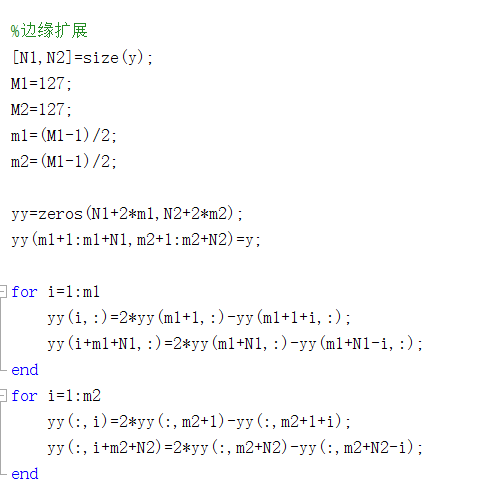 %边缘扩展
[N1,N2]=size(y);
M1=127;
M2=127;
m1=(M1-1)/2;
m2=(M1-1)/2;
yy=zeros(N1+2*m1,N2+2*m2);
yy(m1+1:m1+N1,m2+1:m2+N2)=y;
for i=1:m1
yy(i,:)=2*yy(m1+1,:)-yy(m1+1+i,:);
yy(i+m1+N1,:)=2*yy(m1+N1,:)-yy(m1+N1-i,:);
end
for i=1:m2
yy(:,i)=2*yy(:,m2+1)-yy(:,m2+1+i);
yy(:,i+m2+N2)=2*yy(:,m2+N2)-yy(:,m2+N2-i);
end